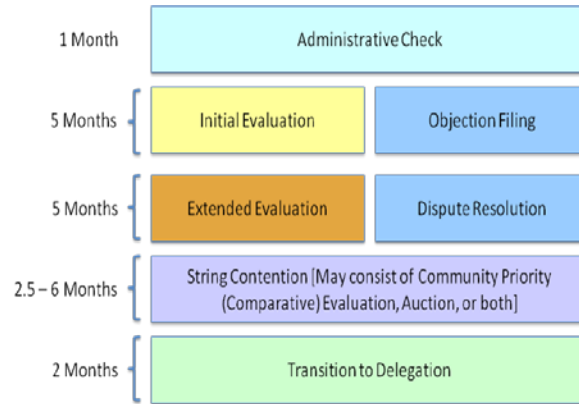 1 Month
Administrative Check
5 Months
Initial Evaluation
Objection Filing
5 Months
Extended Evaluation
Dispute Resolution
2.5 – 6 Months
String Contention [May consist of Community Priority
(Comparative) Evaluation, Auction, or both]
2 Months
Transition to Delegation